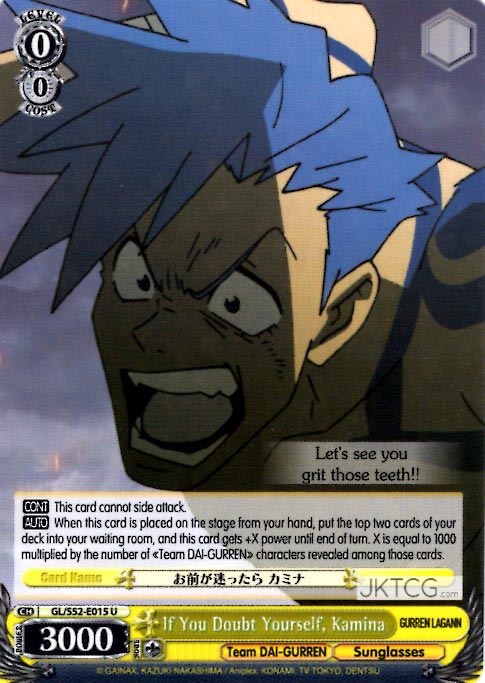 LEVEL
0
0
COST
Let's see you
grit those teeth!!
CONT This card cannot side attack.
AUTO When this card is placed on the stage from your hand, put the top two cards of your
deck into your waiting room, and this card gets +X power until end of turn. X is equal to 1000
multiplied by the number of «Team DAI-GURREN» characters revealed among those cards.
Card Name お前が迷ったら カミナ
JKTCG.com
CH GL/S52-E015 U
POWER 3000 SOUL If You Doubt Yourself, Kamina GURREN LAGANN
Team DAI-GURREN Sunglasses
© GAINAX, KAZUKI NAKASHIMA / Aniplex, KONAMI, TV TOKYO, DENTSU